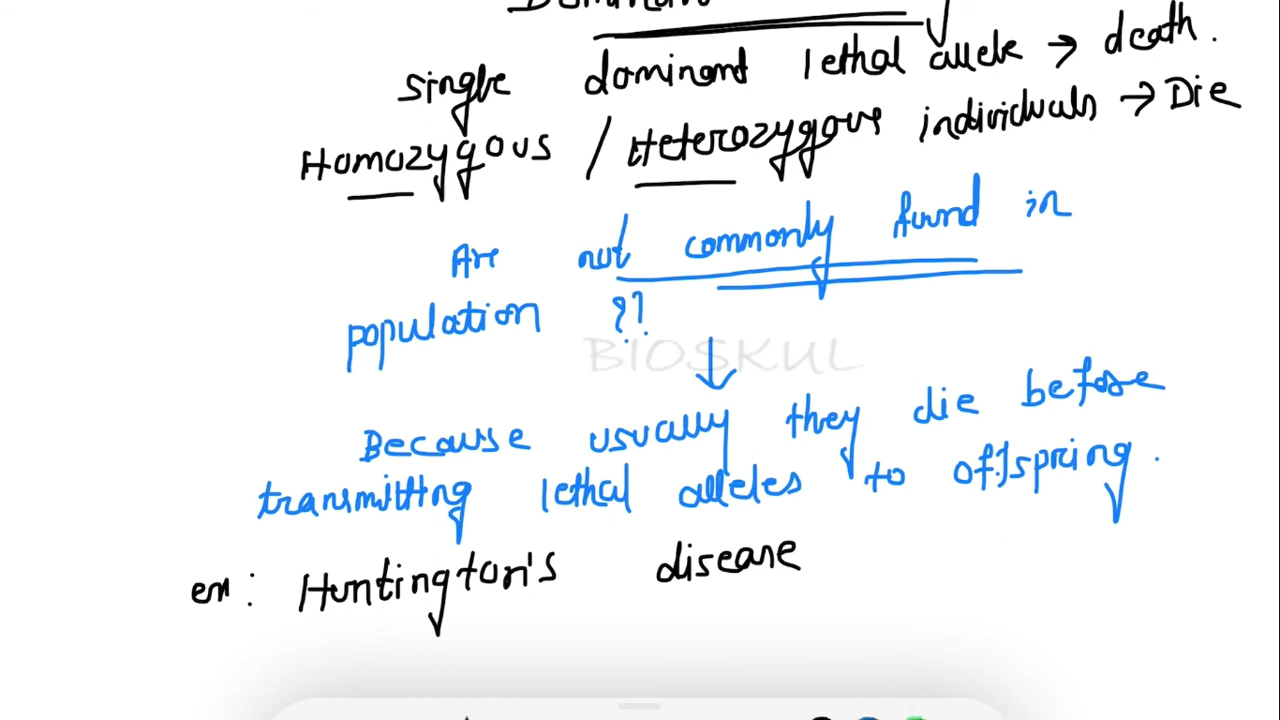 Dominant
single dominant lethal allele → death.
Homozygous / Heterozygous individuals → Die
Are not commonly found in
population ??
BIOSKUL
↓
Because usually they die before
transmitting lethal alleles to offspring.
ex: Huntington's disease